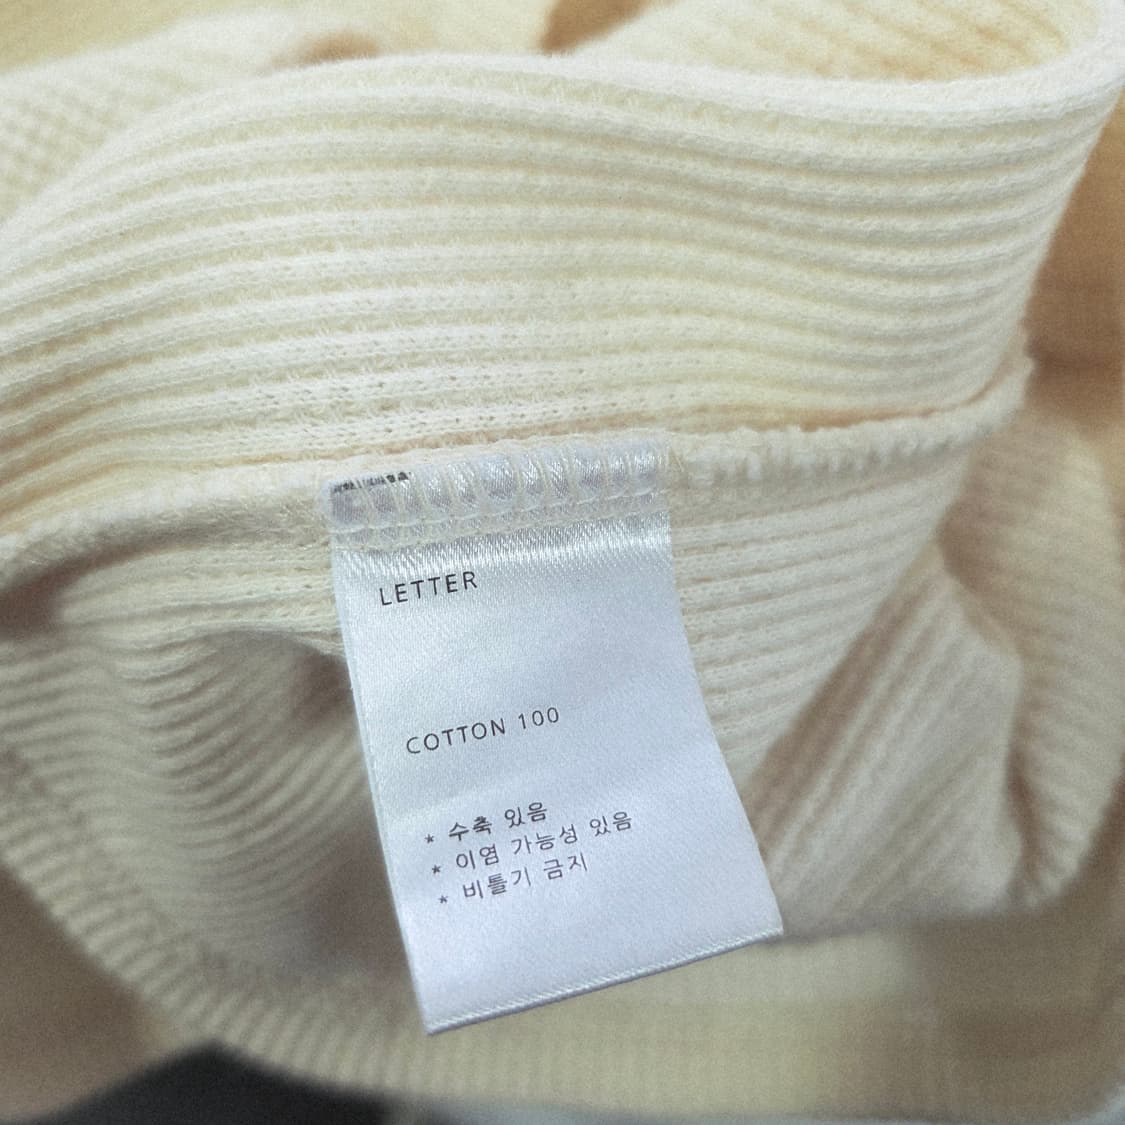 LETTER
COTTON 100
* 수축 있음
* 이염 가능성 있음
* 비틀기 금지